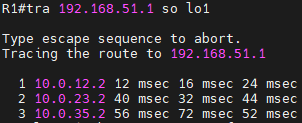 R1#tra 192.168.51.1 so lo1
Type escape sequence to abort.
Tracing the route to 192.168.51.1
1 10.0.12.2 12 msec 16 msec 24 msec
2 10.0.23.2 40 msec 32 msec 44 msec
3 10.0.35.2 56 msec 72 msec 52 msec